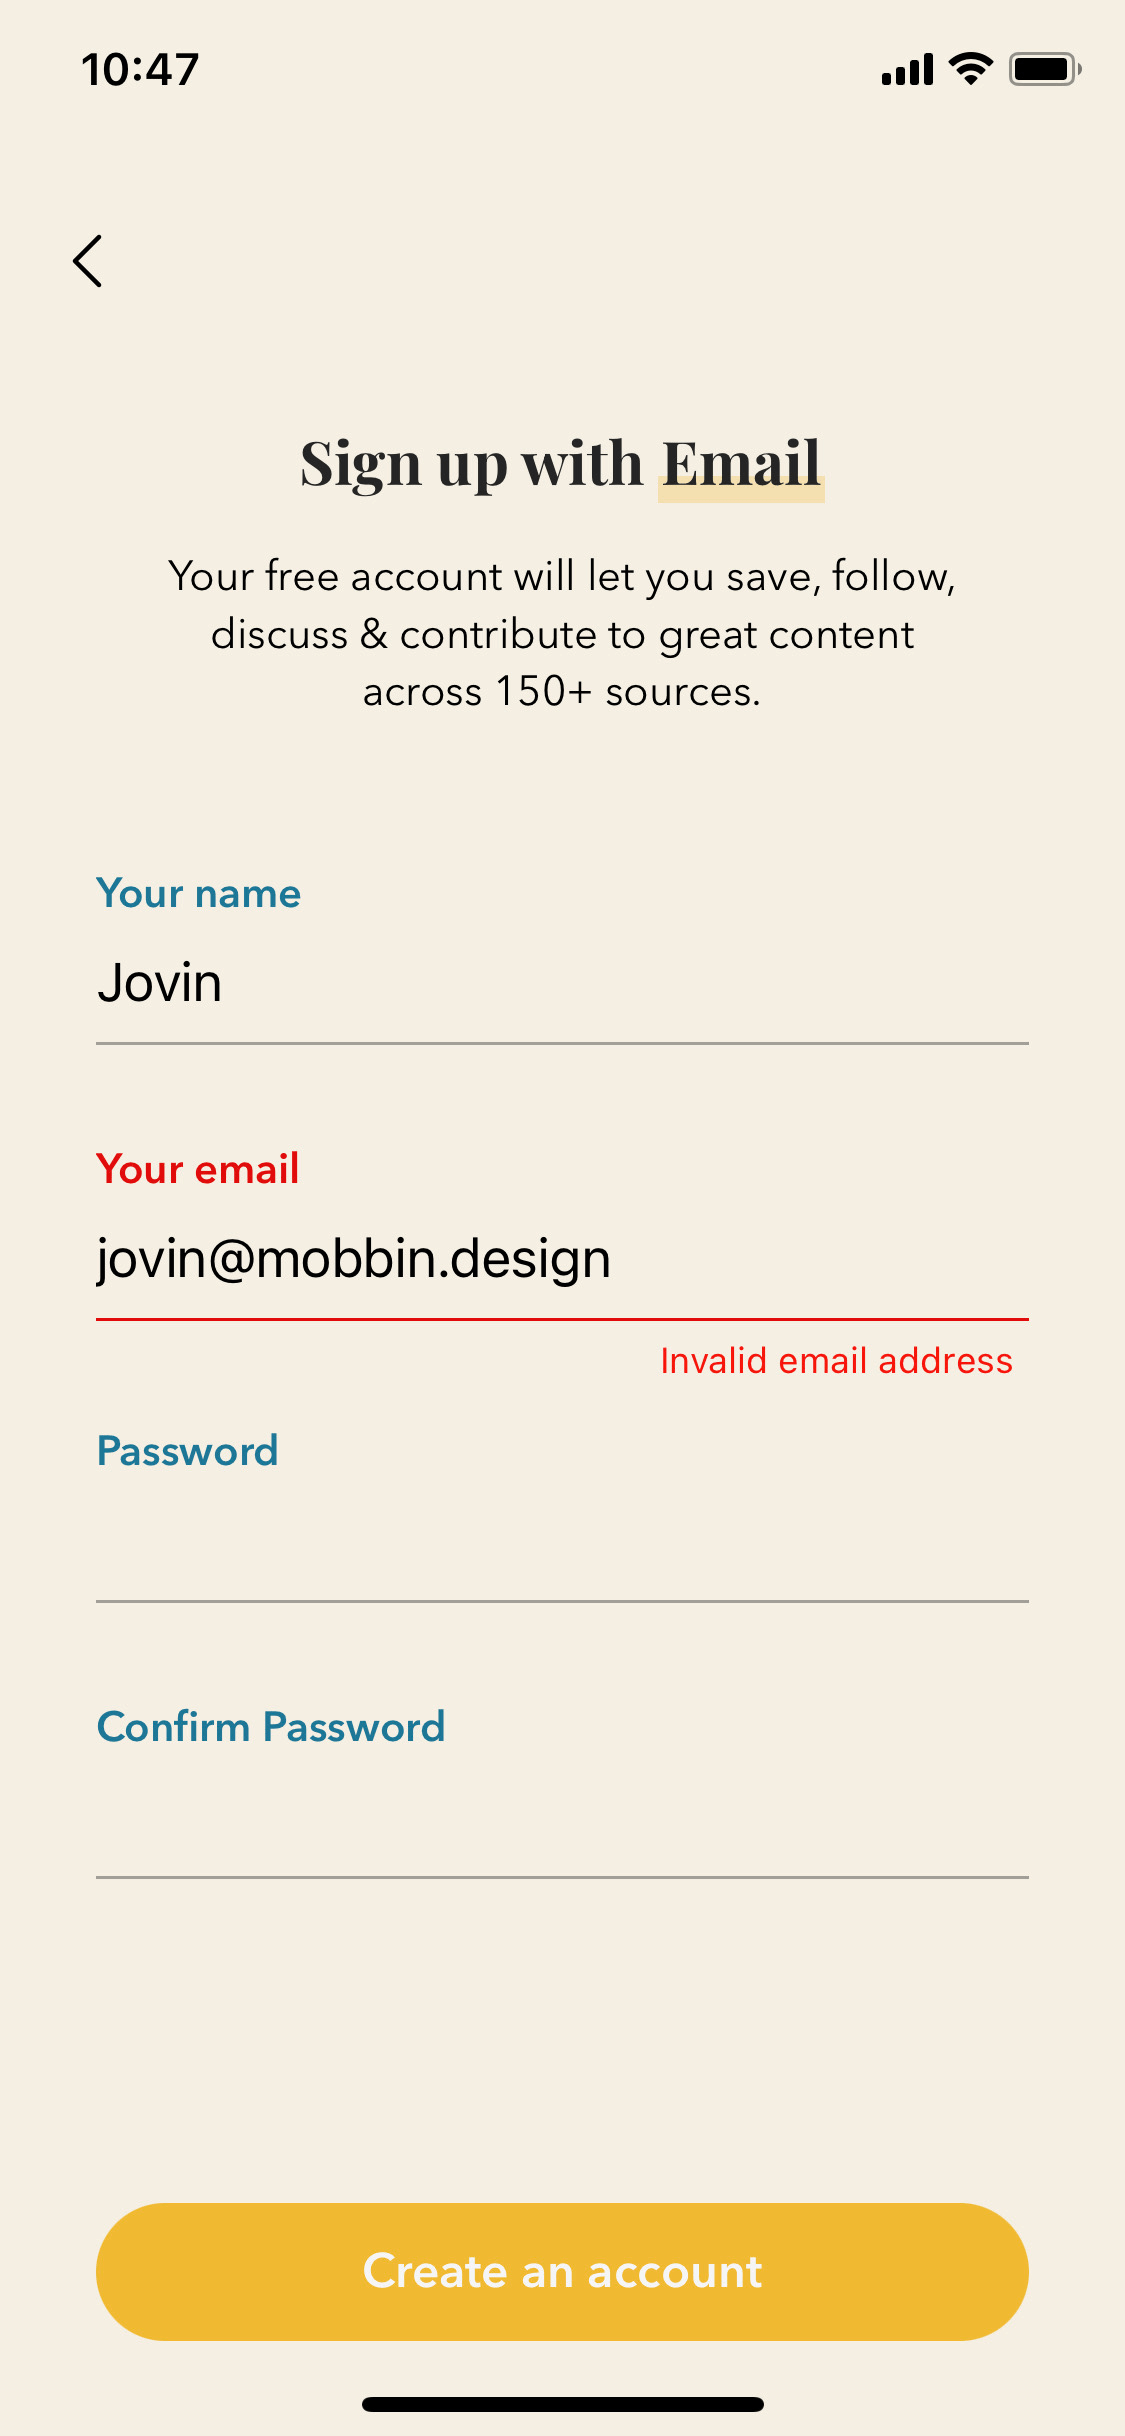 10:47
Sign up with Email
Your free account will let you save, follow,
discuss & contribute to great content
across 150+ sources.
Your name
Jovin
Your email
jovin@mobbin.design
Invalid email address
Password
Confirm Password
Create an account